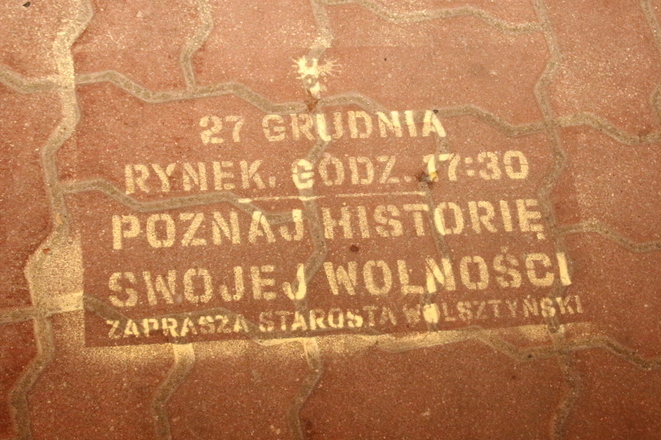 27 GRUDNIA
RYNEK, GODZ. 17:30
POZNAJ HISTORIĘ
SWOJEJ WOLNOŚCI
ZAPRASZA STAROSTA WOLSZTYŃSKI